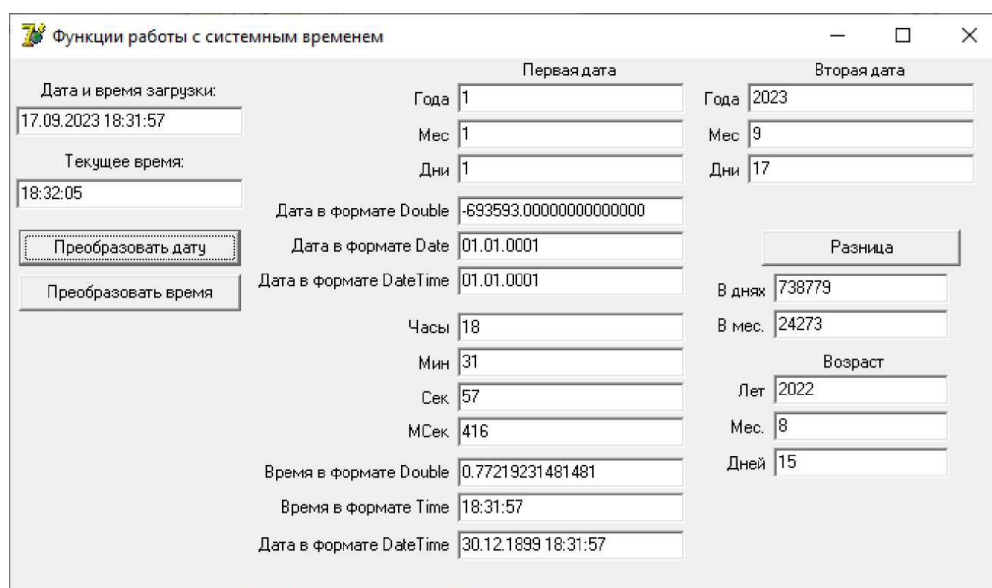 Функции работы с системным временем
Дата и время загрузки:
17.09.2023 18:31:57
Текущее время:
18:32:05
Преобразовать дату
Преобразовать время
Первая дата
Года 1
Мес 1
Дни 1
Дата в формате Double -693593.00000000000000
Дата в формате Date 01.01.0001
Дата в формате DateTime 01.01.0001
Часы 18
Мин 31
Сек 57
МСек 416
Время в формате Double 0.77219231481481
Время в формате Time 18:31:57
Дата в формате DateTime 30.12.1899 18:31:57
Вторая дата
Года 2023
Мес 9
Дни 17
Разница
В днях 738779
В мес. 24273
Возраст
Лет 2022
Мес. 8
Дней 15